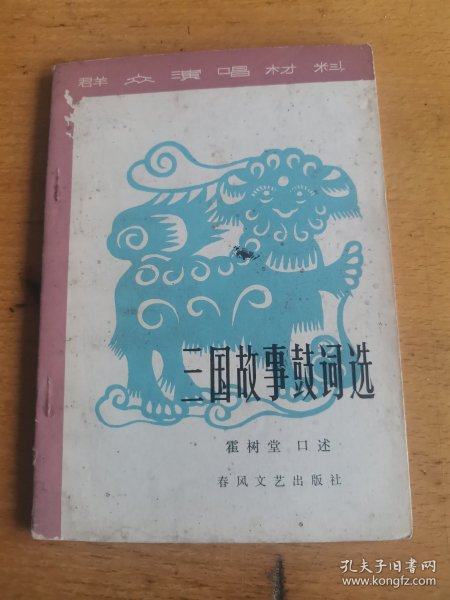 群众演唱材料
三国故事鼓词选
霍树堂 口述
春风文艺出版社
孔夫子旧书网
www.kongfz.com